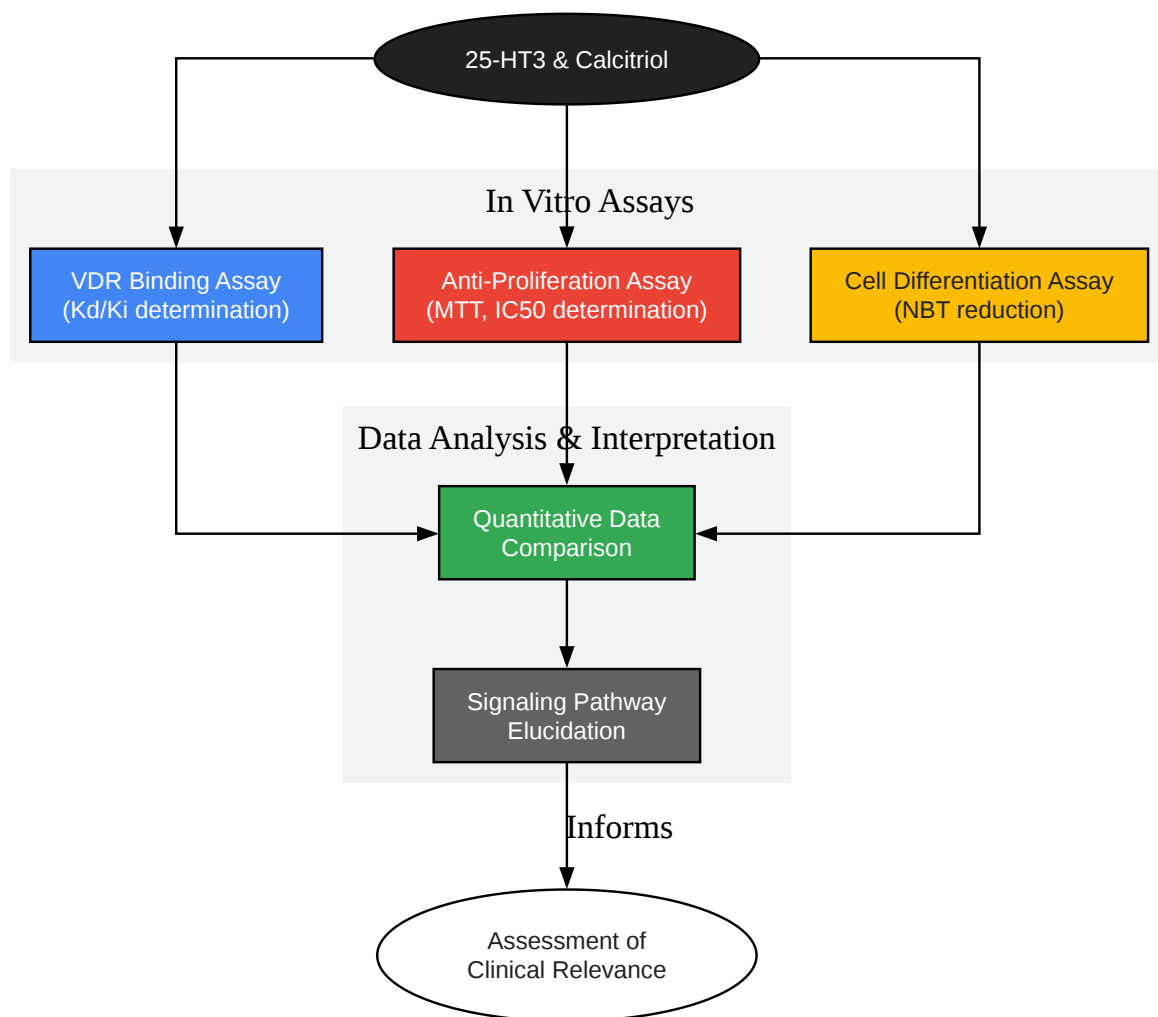 25-HT3 & Calcitriol
In Vitro Assays
VDR Binding Assay
(Kd/Ki determination)
Anti-Proliferation Assay
(MTT, IC50 determination)
Cell Differentiation Assay
(NBT reduction)
Data Analysis & Interpretation
Quantitative Data
Comparison
Signaling Pathway
Elucidation
Informs
Assessment of
Clinical Relevance